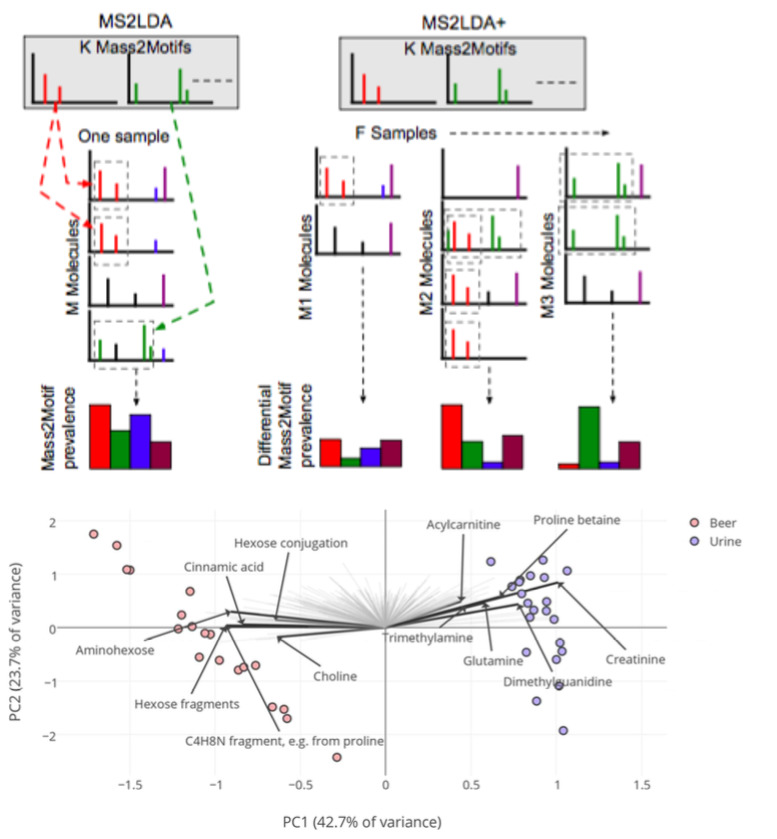 MS2LDA
MS2LDA+
K Mass2Motifs
K Mass2Motifs
One sample
F Samples
M Molecules
M1 Molecules
M2 Molecules
M3 Molecules
Mass2Motif
prevalence
Differential
Mass2Motif
prevalence
Beer
Urine
Acylcarnitine
Proline betaine
Hexose conjugation
Cinnamic acid
Aminohexose
Trimethylamine
Glutamine
Creatinine
Choline
Dimethylguanidine
Hexose fragments
C4H8N fragment, e.g. from proline
PC2 (23.7% of variance)
2
1
0
−1
−2
−1.5
−1
−0.5
0
0.5
1
1.5
PC1 (42.7% of variance)